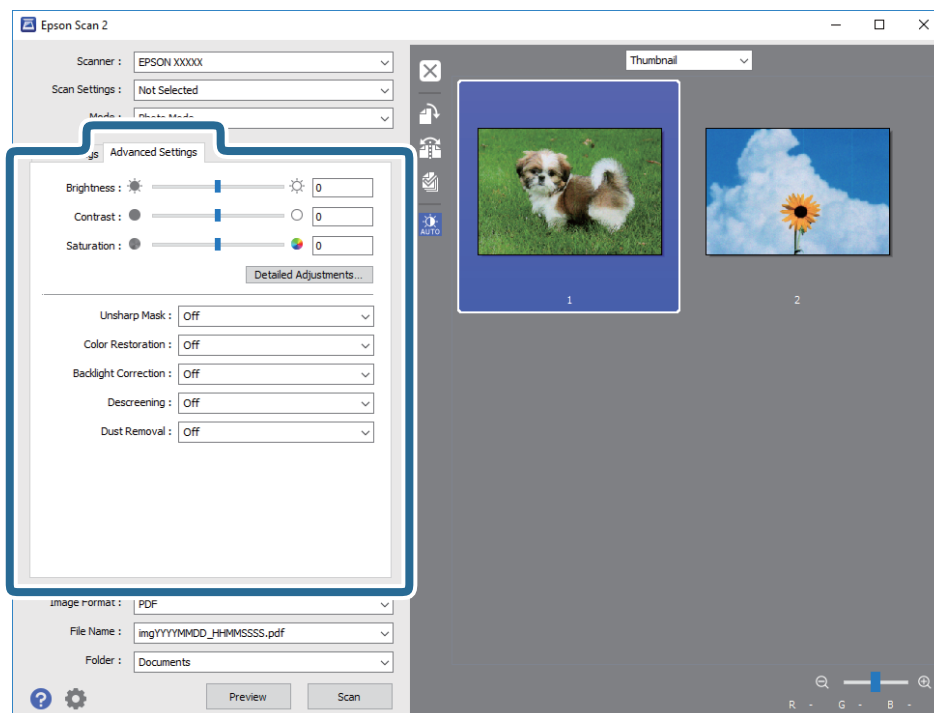 Epson Scan 2
Scanner : EPSON XXXXX
Scan Settings : Not Selected
Thumbnail
Advanced Settings
Brightness : 0
Contrast : 0
Saturation : 0
Detailed Adjustments...
Unsharp Mask : Off
Color Restoration : Off
Backlight Correction : Off
Descreening : Off
Dust Removal : Off
Image Format : PDF
File Name : imgYYYYMMDD_HHMMSSSS.pdf
Folder : Documents
Preview Scan
AUTO
1 2
R - G - B -